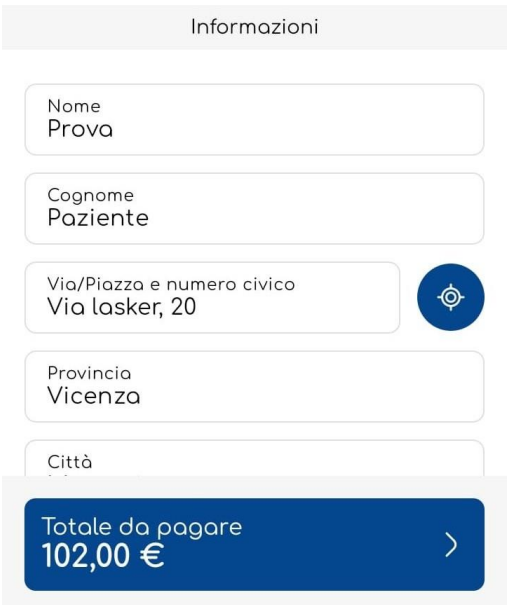 Informazioni
Nome
Prova
Cognome
Paziente
Via/Piazza e numero civico
Via lasker, 20
Provincia
Vicenza
Città
Totale da pagare
102,00 €